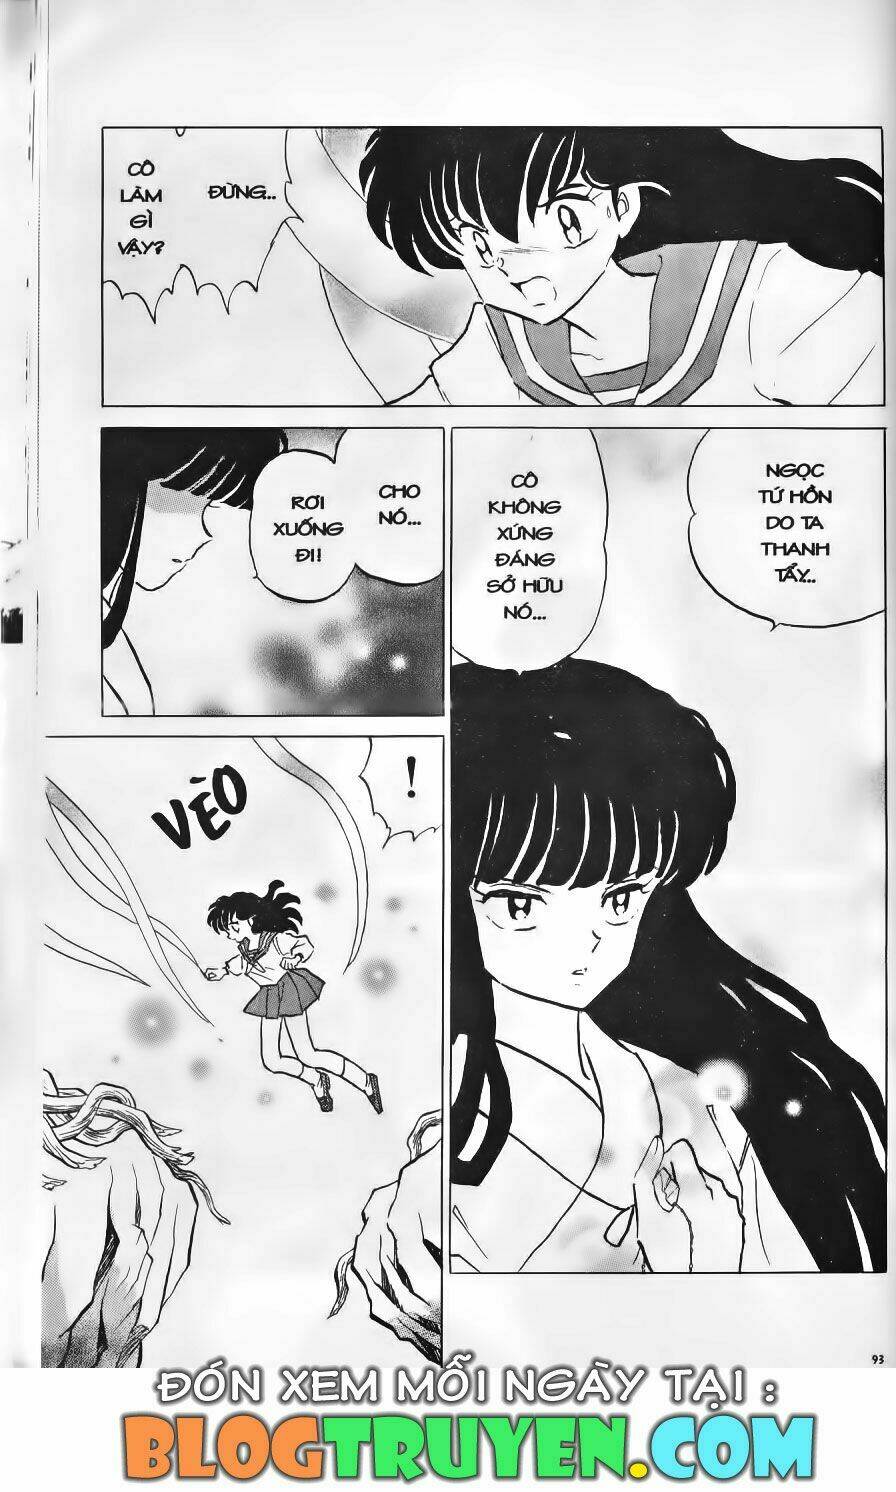 ĐỪNG...
CÔ
LÀM
GÌ
VẬY?
NGỌC
TỨ HỒN
DO TA
THANH
TẨY...
CÔ
KHÔNG
XỨNG
ĐÁNG
SỞ HỮU
NÓ...
CHO
NÓ...
RƠI
XUỐNG
ĐI!
!
VÈO
93
ĐÓN XEM MỖI NGÀY TẠI :
BLOGTRUYEN.COM